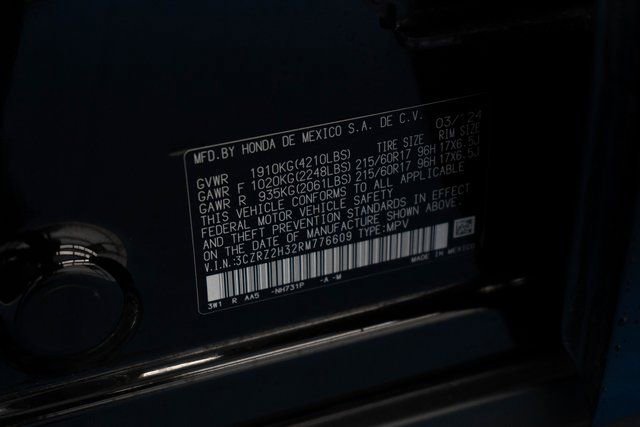 MFD.BY HONDA DE MEXICO S.A. DE C.V. 03/24
TIRE SIZE RIM SIZE
GVWR 1910KG(4210LBS)
GAWR F 1020KG(2248LBS) 215/60R17 96H 17X6.5J
GAWR R 935KG(2061LBS) 215/60R17 96H 17X6.5J
THIS VEHICLE CONFORMS TO ALL APPLICABLE
FEDERAL MOTOR VEHICLE SAFETY, BUMPER,
AND THEFT PREVENTION STANDARDS IN EFFECT
ON THE DATE OF MANUFACTURE SHOWN ABOVE.
V.I.N.:3CZRZ2H32RM776609 TYPE:MPV
MADE IN MEXICO
3W1 R AA5 -NH731P -A -M